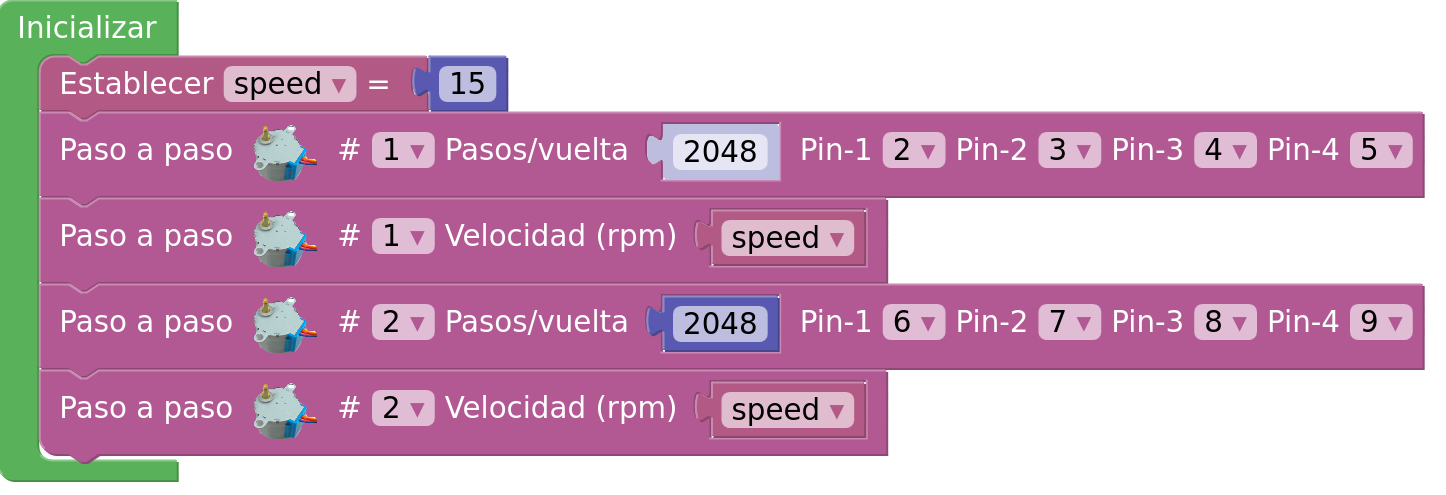 Inicializar
Establecer speed = 15
Paso a paso # 1 Pasos/vuelta 2048 Pin-1 2 Pin-2 3 Pin-3 4 Pin-4 5
Paso a paso # 1 Velocidad (rpm) speed
Paso a paso # 2 Pasos/vuelta 2048 Pin-1 6 Pin-2 7 Pin-3 8 Pin-4 9
Paso a paso # 2 Velocidad (rpm) speed